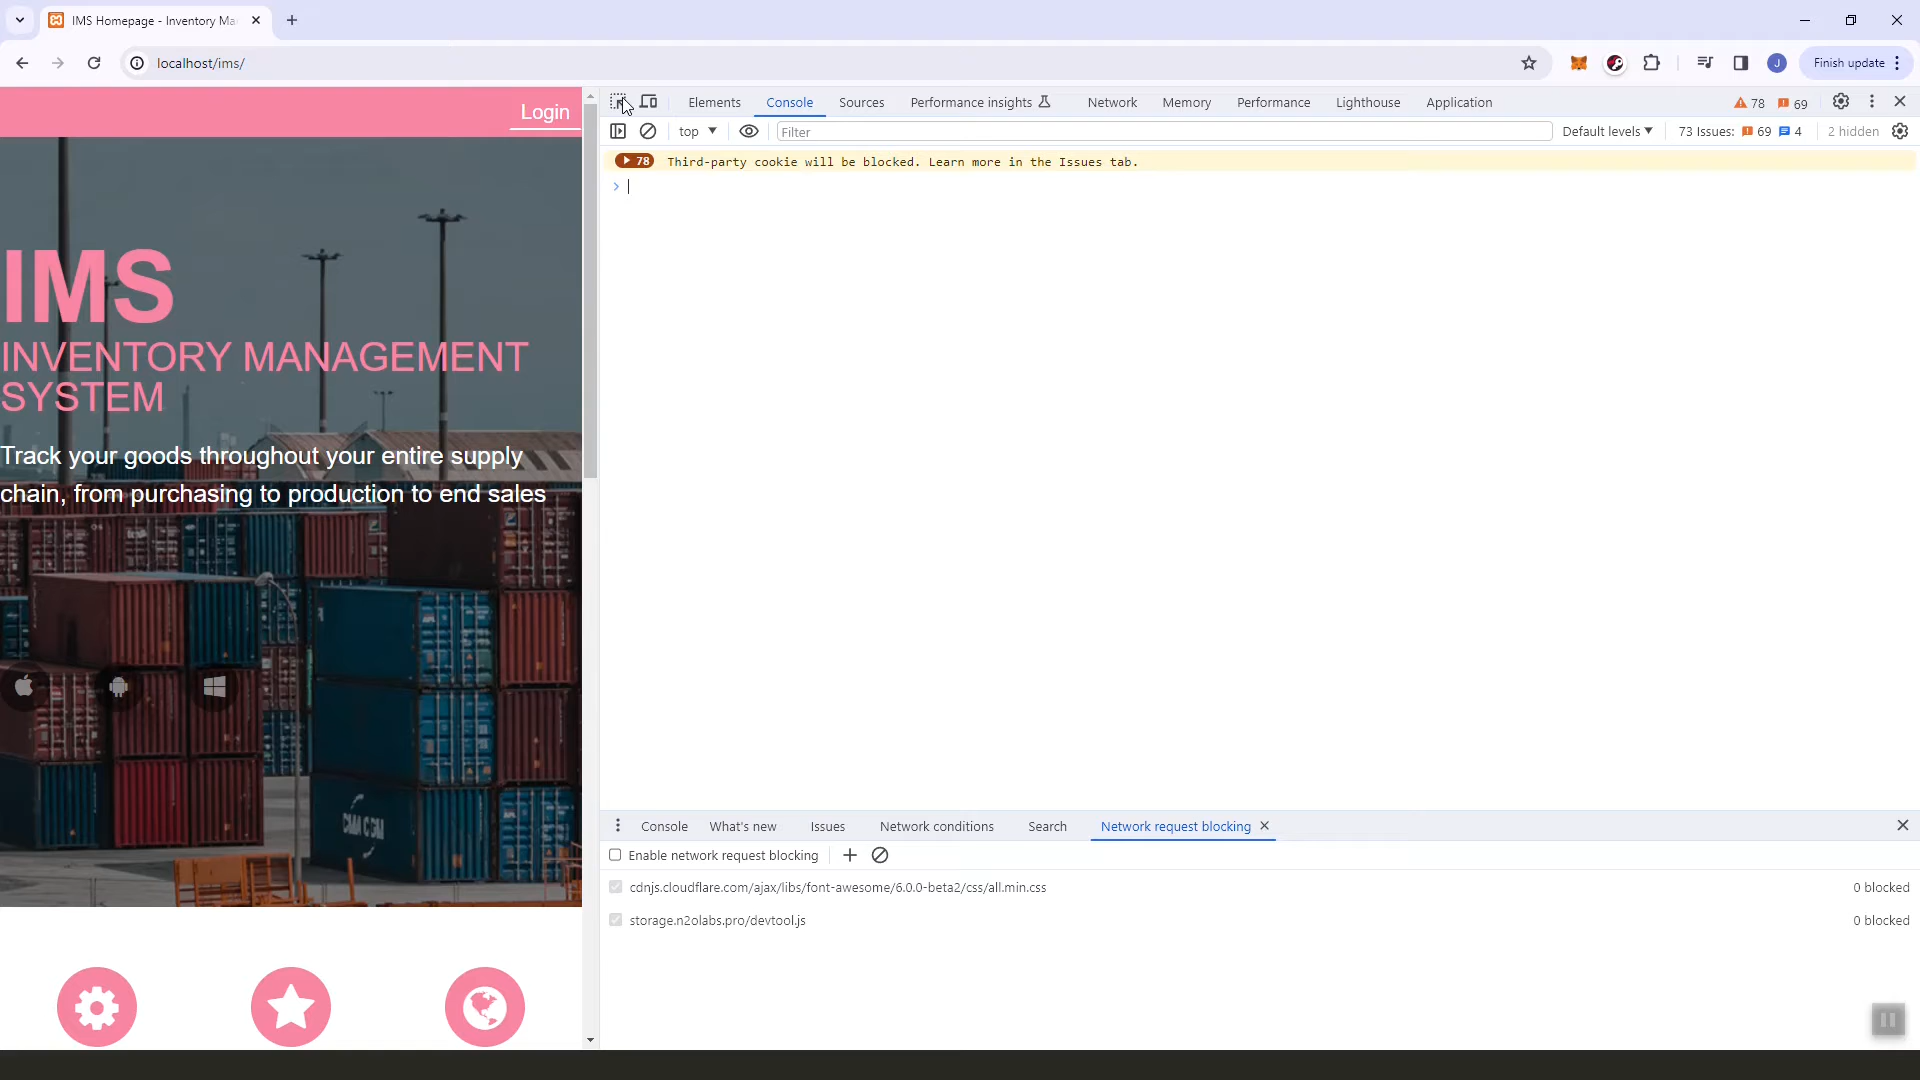 IMS Homepage - Inventory Ma
localhost/ims/
J
Finish update
Login
Elements
Console
Sources
Performance insights
Network
Memory
Performance
Lighthouse
Application
78
69
top
Filter
Default levels
73 Issues:
69
4
2 hidden
78
Third-party cookie will be blocked. Learn more in the Issues tab.
IMS
INVENTORY MANAGEMENT
SYSTEM
Track your goods throughout your entire supply
chain, from purchasing to production to end sales
CMA CGM
Console
What's new
Issues
Network conditions
Search
Network request blocking
Enable network request blocking
cdnjs.cloudflare.com/ajax/libs/font-awesome/6.0.0-beta2/css/all.min.css
0 blocked
storage.n2olabs.pro/devtool.js
0 blocked